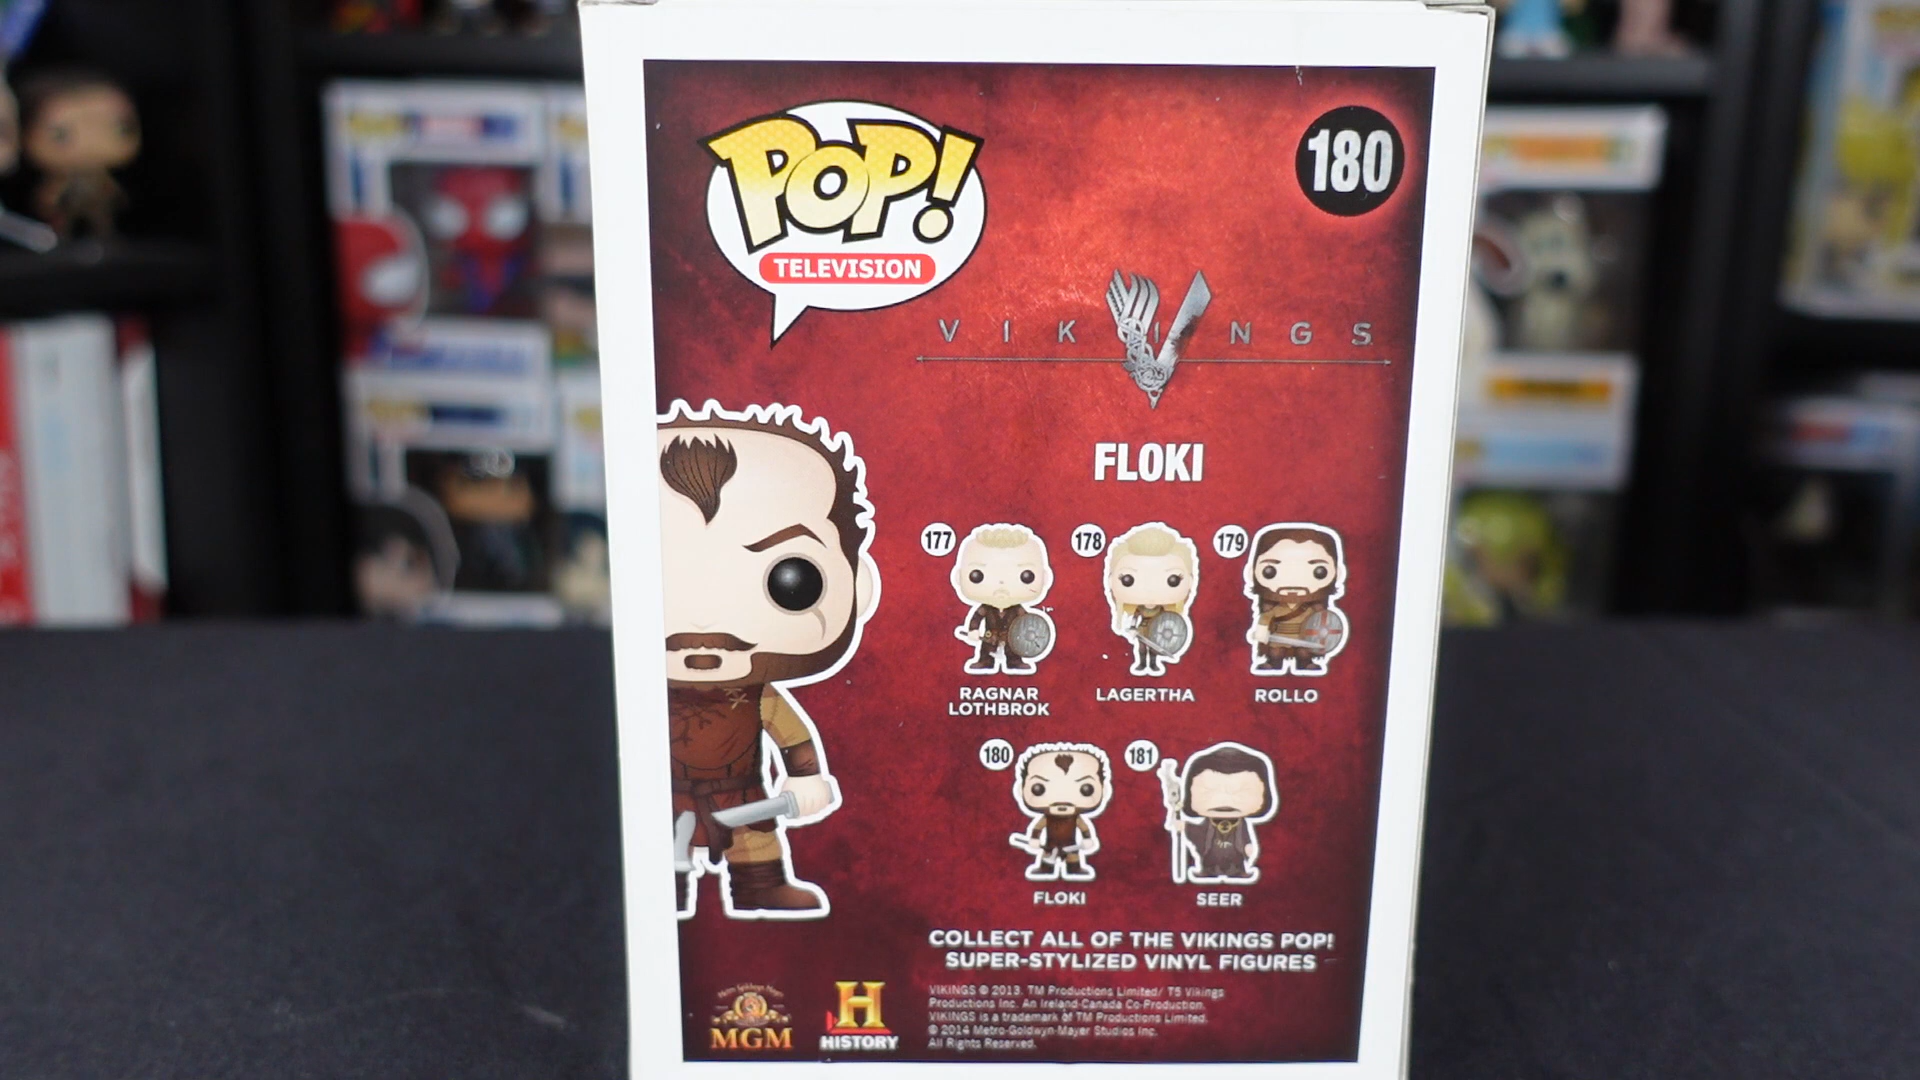 POP!
TELEVISION
180
VIKINGS
FLOKI
177
178
179
RAGNAR
LOTHBROK
LAGERTHA
ROLLO
180
181
FLOKI
SEER
COLLECT ALL OF THE VIKINGS POP!
SUPER-STYLIZED VINYL FIGURES
MGM
H
HISTORY
VIKINGS © 2013. TM Productions Limited/ T5 Vikings
Productions Inc. An Ireland-Canada Co-Production.
VIKINGS is a trademark of TM Productions Limited.
© 2014 Metro-Goldwyn-Mayer Studios Inc.
All Rights Reserved.